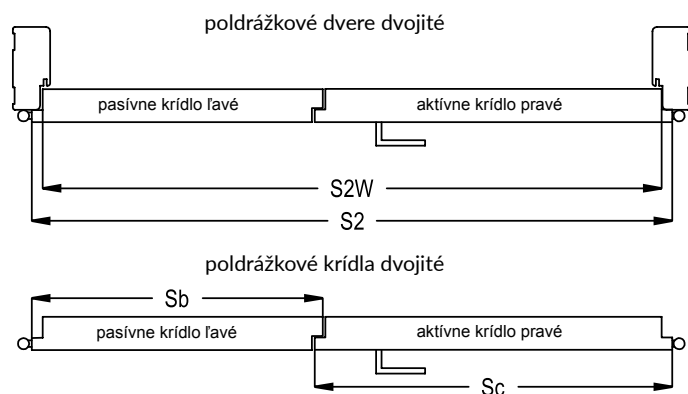 poldrážkové dvere dvojité
pasívne krídlo ľavé
aktívne krídlo pravé
S2W
S2
poldrážkové krídla dvojité
Sb
pasívne krídlo ľavé
aktívne krídlo pravé
Sc